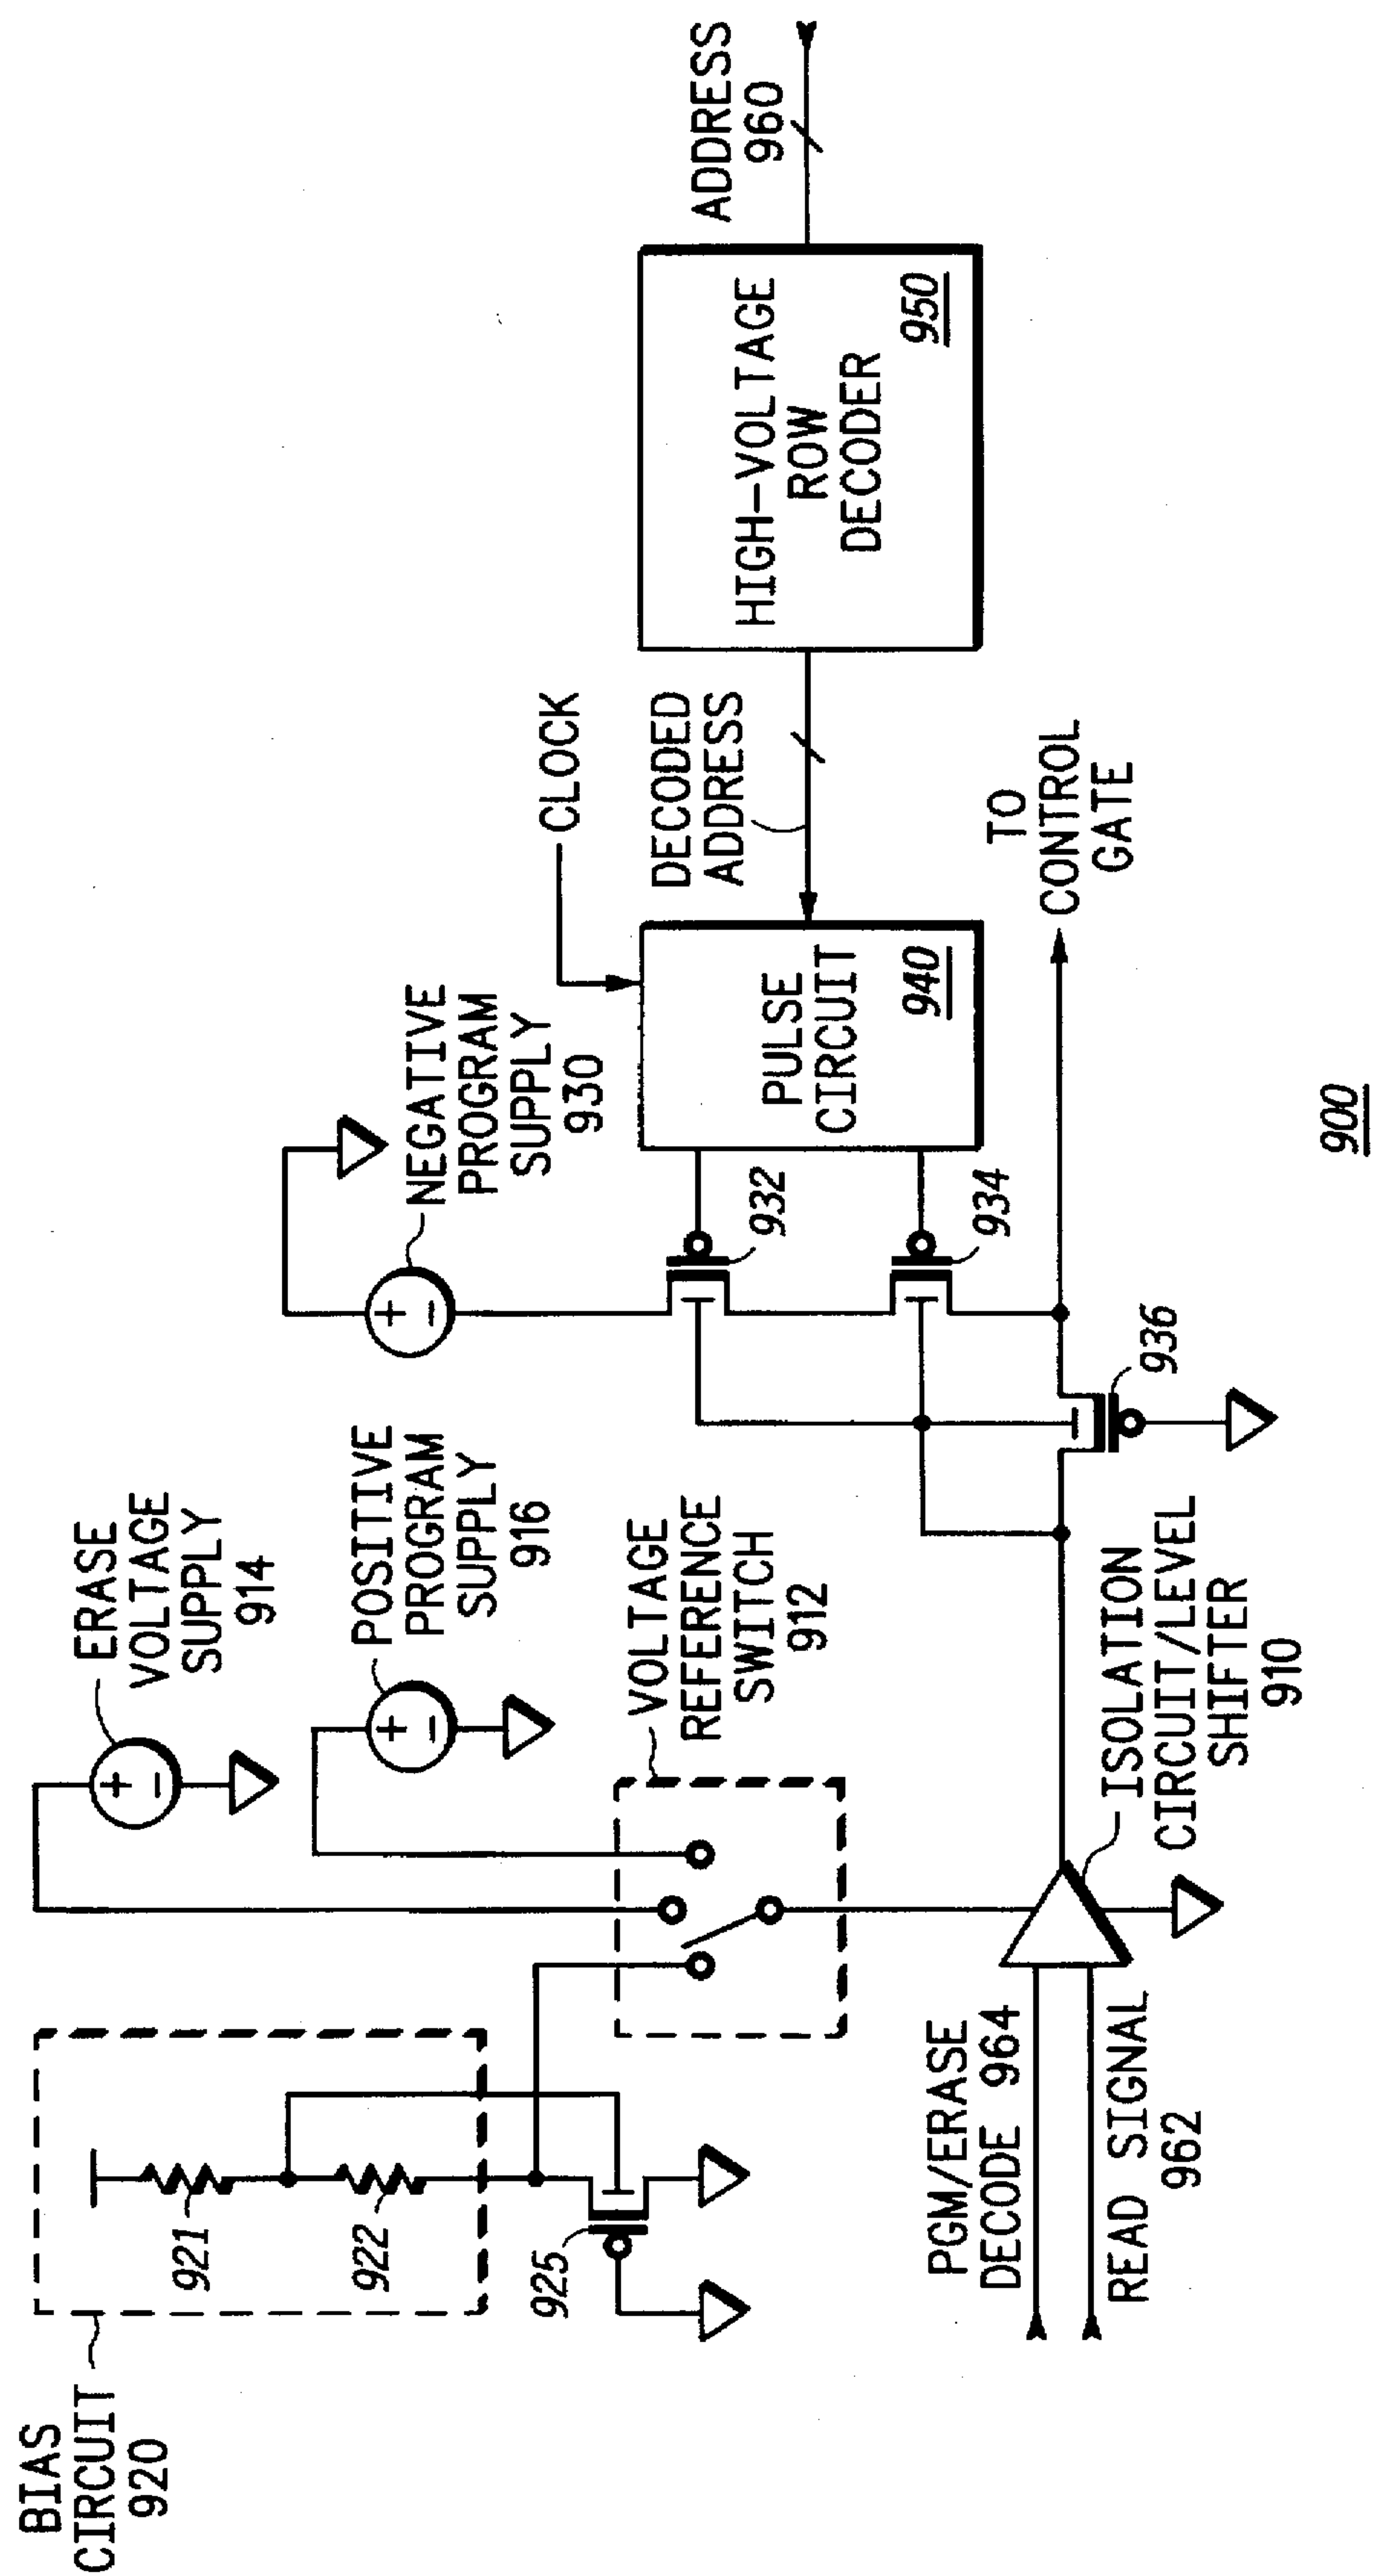 BIAS
CIRCUIT
920
921
922
925
ERASE
VOLTAGE
SUPPLY
914
+
−
POSITIVE
PROGRAM
SUPPLY
916
+
−
VOLTAGE
REFERENCE
SWITCH
912
NEGATIVE
PROGRAM
SUPPLY
930
+
−
CLOCK
932
934
936
PULSE
CIRCUIT
940
DECODED
ADDRESS
HIGH-VOLTAGE
ROW
DECODER
950
ADDRESS
960
TO
CONTROL
GATE
PGM/ERASE
DECODE 964
READ SIGNAL
962
ISOLATION
CIRCUIT/LEVEL
SHIFTER
910
900